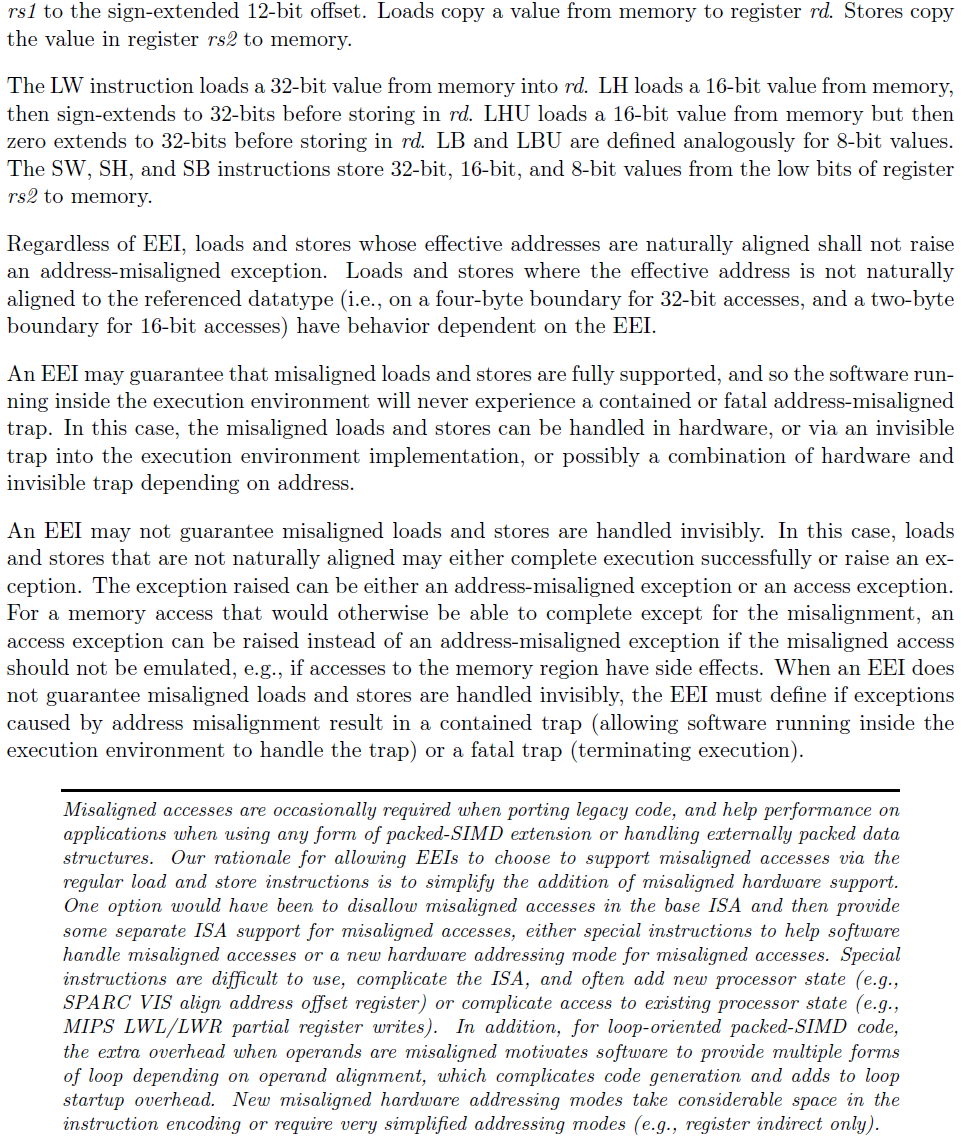 rs1 to the sign-extended 12-bit offset. Loads copy a value from memory to register rd. Stores copy
the value in register rs2 to memory.
The LW instruction loads a 32-bit value from memory into rd. LH loads a 16-bit value from memory,
then sign-extends to 32-bits before storing in rd. LHU loads a 16-bit value from memory but then
zero extends to 32-bits before storing in rd. LB and LBU are defined analogously for 8-bit values.
The SW, SH, and SB instructions store 32-bit, 16-bit, and 8-bit values from the low bits of register
rs2 to memory.
Regardless of EEI, loads and stores whose effective addresses are naturally aligned shall not raise
an address-misaligned exception. Loads and stores where the effective address is not naturally
aligned to the referenced datatype (i.e., on a four-byte boundary for 32-bit accesses, and a two-byte
boundary for 16-bit accesses) have behavior dependent on the EEI.
An EEI may guarantee that misaligned loads and stores are fully supported, and so the software run-
ning inside the execution environment will never experience a contained or fatal address-misaligned
trap. In this case, the misaligned loads and stores can be handled in hardware, or via an invisible
trap into the execution environment implementation, or possibly a combination of hardware and
invisible trap depending on address.
An EEI may not guarantee misaligned loads and stores are handled invisibly. In this case, loads
and stores that are not naturally aligned may either complete execution successfully or raise an ex-
ception. The exception raised can be either an address-misaligned exception or an access exception.
For a memory access that would otherwise be able to complete except for the misalignment, an
access exception can be raised instead of an address-misaligned exception if the misaligned access
should not be emulated, e.g., if accesses to the memory region have side effects. When an EEI does
not guarantee misaligned loads and stores are handled invisibly, the EEI must define if exceptions
caused by address misalignment result in a contained trap (allowing software running inside the
execution environment to handle the trap) or a fatal trap (terminating execution).
Misaligned accesses are occasionally required when porting legacy code, and help performance on
applications when using any form of packed-SIMD extension or handling externally packed data
structures. Our rationale for allowing EEIs to choose to support misaligned accesses via the
regular load and store instructions is to simplify the addition of misaligned hardware support.
One option would have been to disallow misaligned accesses in the base ISA and then provide
some separate ISA support for misaligned accesses, either special instructions to help software
handle misaligned accesses or a new hardware addressing mode for misaligned accesses. Special
instructions are difficult to use, complicate the ISA, and often add new processor state (e.g.,
SPARC VIS align address offset register) or complicate access to existing processor state (e.g.,
MIPS LWL/LWR partial register writes). In addition, for loop-oriented packed-SIMD code,
the extra overhead when operands are misaligned motivates software to provide multiple forms
of loop depending on operand alignment, which complicates code generation and adds to loop
startup overhead. New misaligned hardware addressing modes take considerable space in the
instruction encoding or require very simplified addressing modes (e.g., register indirect only).